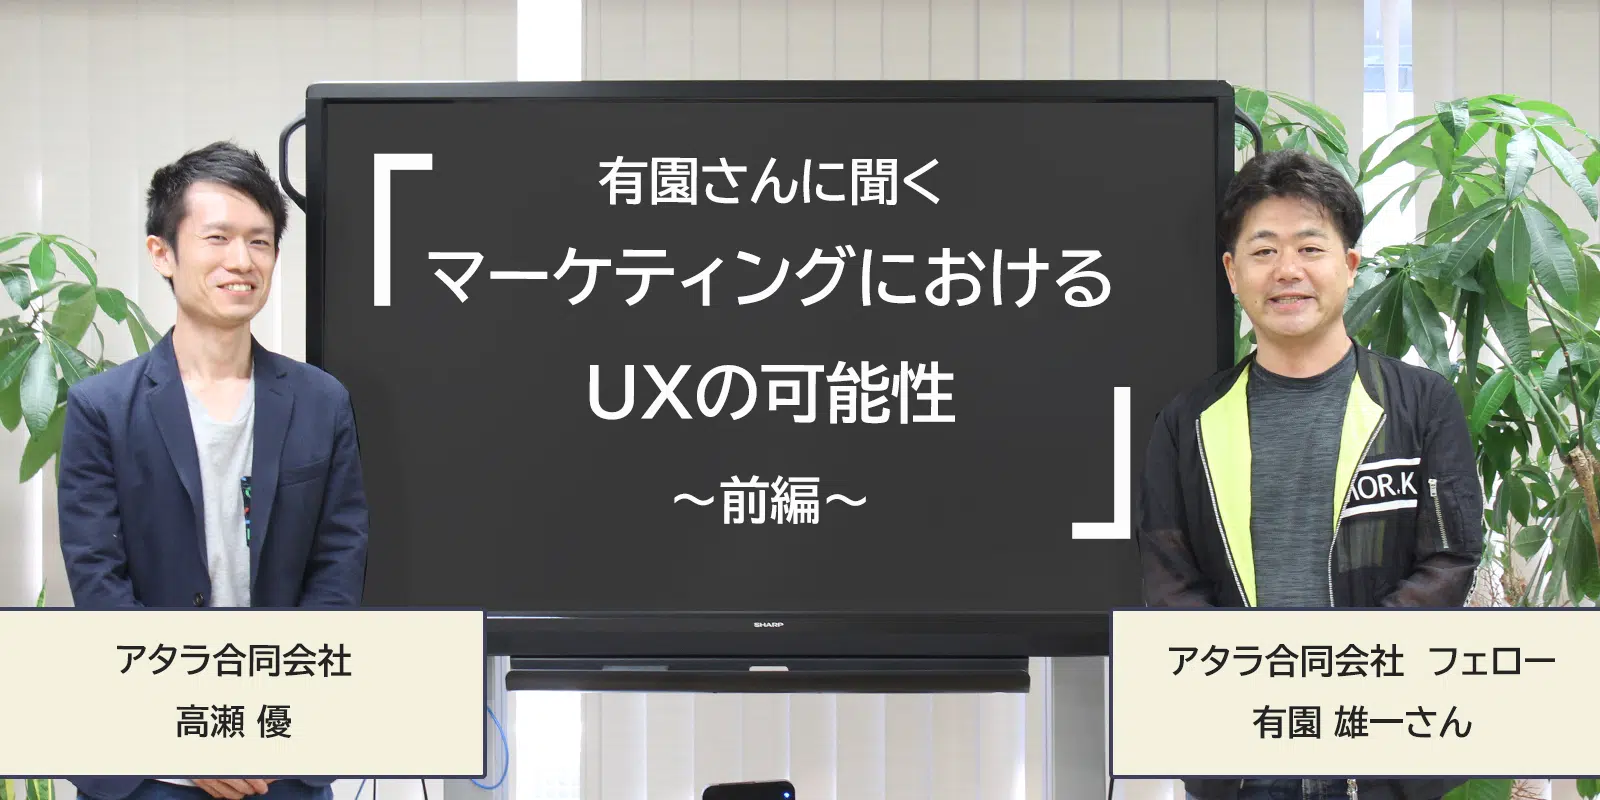 「有園さんに聞く
マーケティングにおける
UXの可能性
～前編～」
IOR.K
SHARP
アタラ合同会社
高瀬 優
アタラ合同会社 フェロー
有園 雄一さん